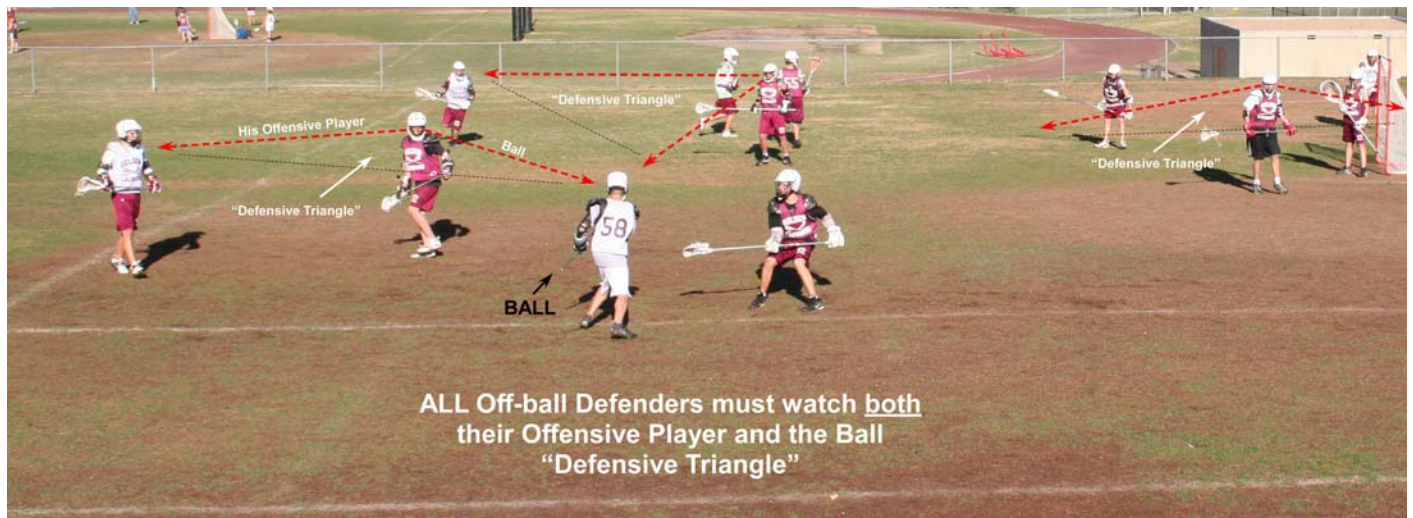 "Defensive Triangle"
His Offensive Player
Ball
"Defensive Triangle"
"Defensive Triangle"
55
58
BALL
ALL Off-ball Defenders must watch both
their Offensive Player and the Ball
"Defensive Triangle"